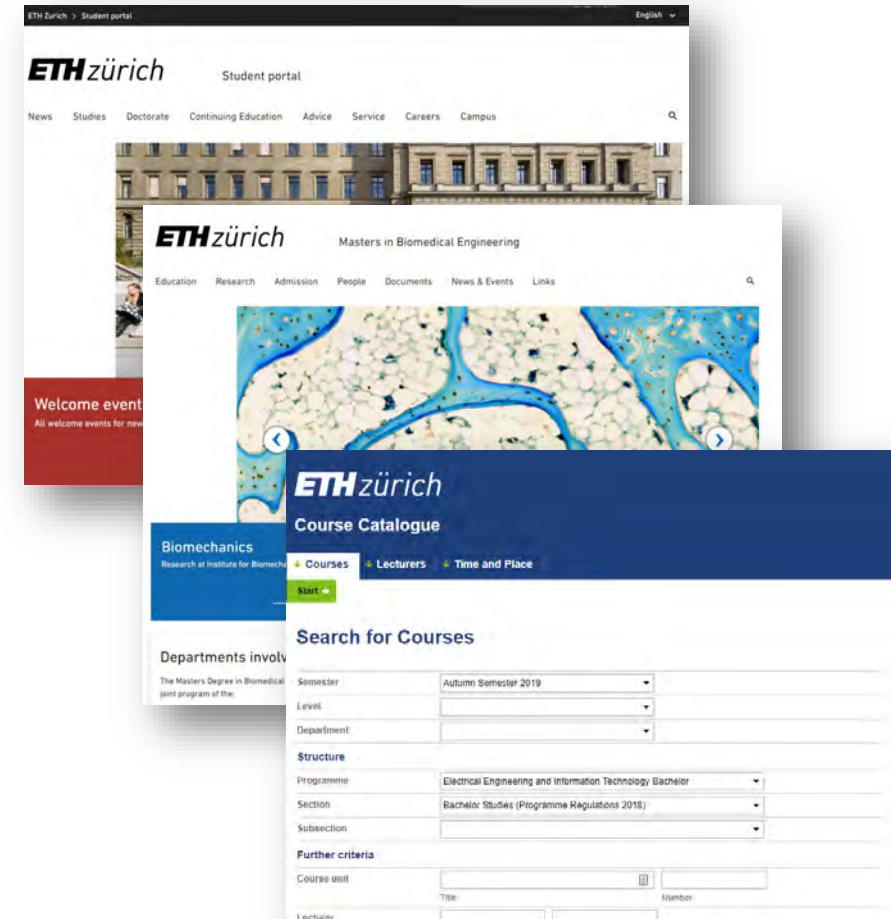 ETH Zurich > Student portal English
ETH zürich Student portal
News Studies Doctorate Continuing Education Advice Service Careers Campus
Welcome event
All welcome events for new
ETH zürich Masters in Biomedical Engineering
Education Research Admission People Documents News & Events Links
Biomechanics
Research at Institute for Biomecha
Departments involv
The Masters Degree in Biomedical
joint program of the:
ETH zürich
Course Catalogue
Courses Lecturers Time and Place
Start
Search for Courses
Semester Autumn Semester 2019
Level
Department
Structure
Programme Electrical Engineering and Information Technology Bachelor
Section Bachelor Studies (Programme Regulations 2018)
Subsection
Further criteria
Course unit
Title Number
Lecturer